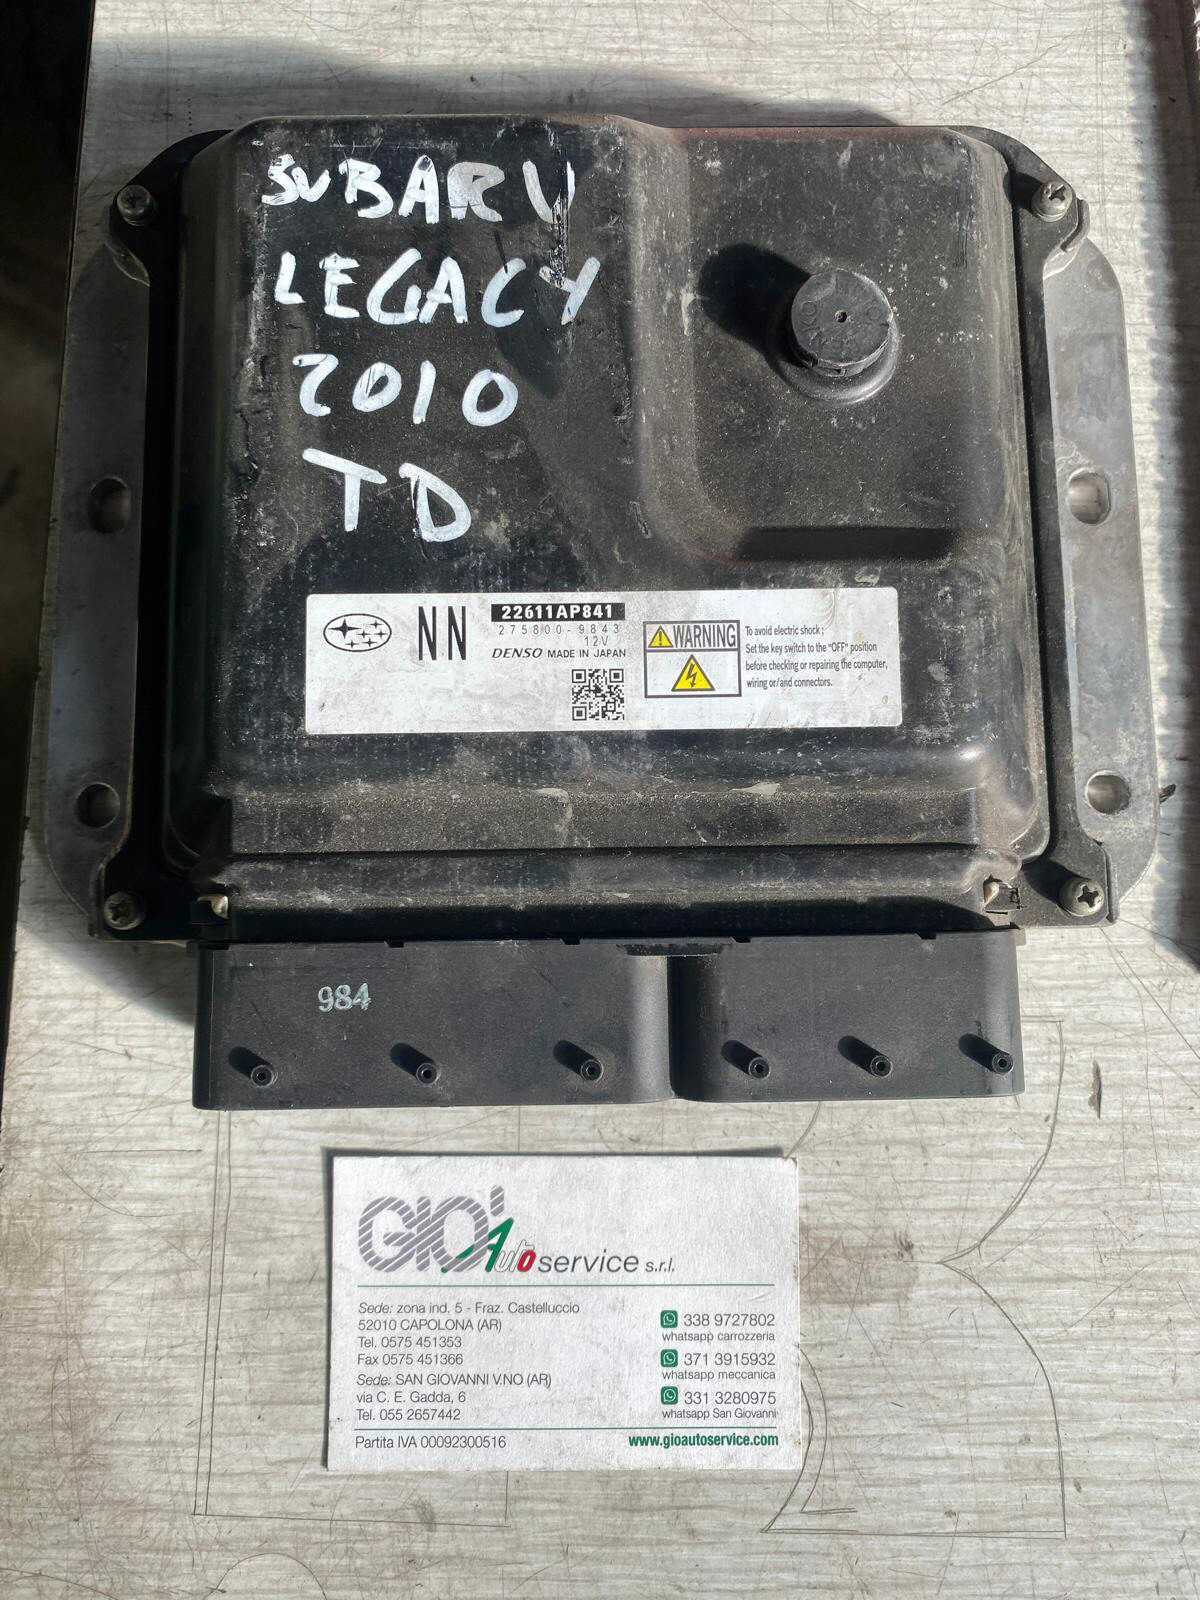 SUBARU
LEGACY
2010
TD
NN
22611AP841
275800-9843
12V
DENSO MADE IN JAPAN
WARNING
To avoid electric shock ;
Set the key switch to the "OFF" position
before checking or repairing the computer,
wiring or/and connectors.
984
GIO' Auto service s.r.l.
Sede: zona ind. 5 - Fraz. Castelluccio
52010 CAPOLONA (AR)
Tel. 0575 451353
Fax 0575 451366
Sede: SAN GIOVANNI V.NO (AR)
via C. E. Gadda, 6
Tel. 055 2657442
338 9727802
whatsapp carrozzeria
371 3915932
whatsapp meccanica
331 3280975
whatsapp San Giovanni
Partita IVA 00092300516
www.gioautoservice.com